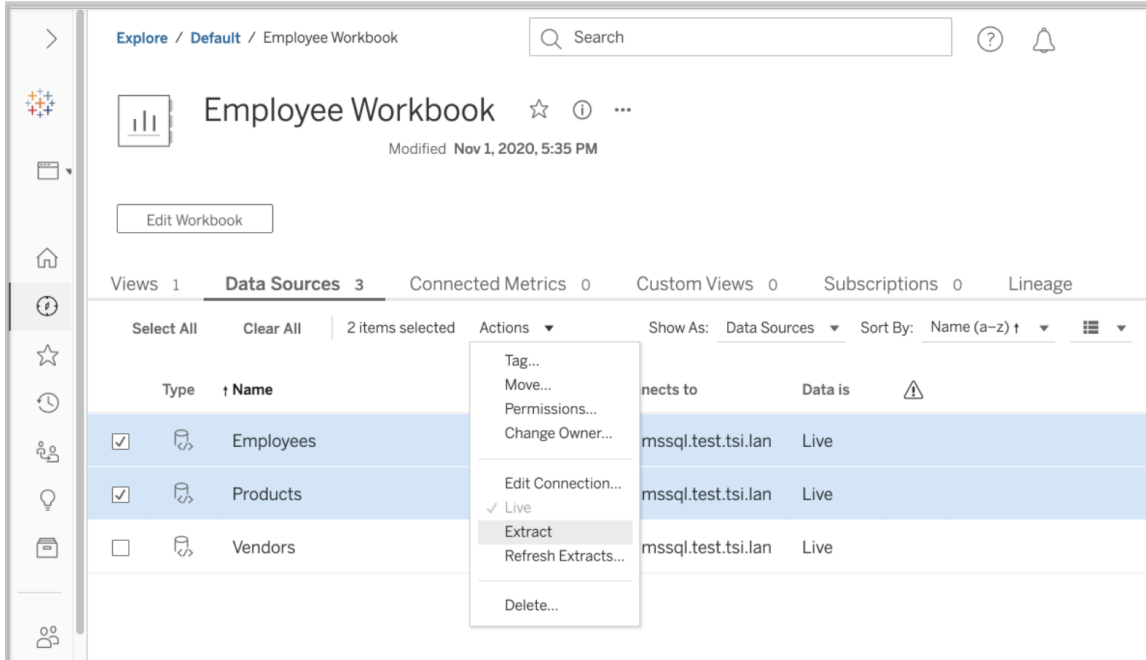 Explore / Default / Employee Workbook
Search
Employee Workbook
Modified Nov 1, 2020, 5:35 PM
Edit Workbook
Views 1 Data Sources 3 Connected Metrics 0 Custom Views 0 Subscriptions 0 Lineage
Select All Clear All 2 items selected Actions ▼ Show As: Data Sources ▼ Sort By: Name (a–z) ↑ ▼
Type ↑ Name nects to Data is
Employees mssql.test.tsi.lan Live
Products mssql.test.tsi.lan Live
Vendors mssql.test.tsi.lan Live
Tag...
Move...
Permissions...
Change Owner...
Edit Connection...
✓ Live
Extract
Refresh Extracts...
Delete...